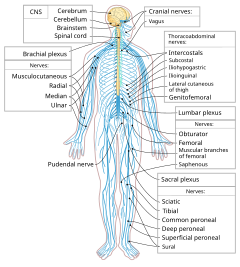 CNS
Cerebrum
Cerebellum
Brainstem
Spinal cord
Brachial plexus
Nerves:
Musculocutaneous
Radial
Median
Ulnar
Pudendal nerve
Cranial nerves:
Vagus
Thoracoabdominal
nerves:
Intercostals
Subcostal
Iliohypogastric
Ilioinguinal
Lateral cutaneous
of thigh
Genitofemoral
Lumbar plexus
Nerves:
Obturator
Femoral
Muscular branches
of femoral
Saphenous
Sacral plexus
Nerves:
Sciatic
Tibial
Common peroneal
Deep peroneal
Superficial peroneal
Sural